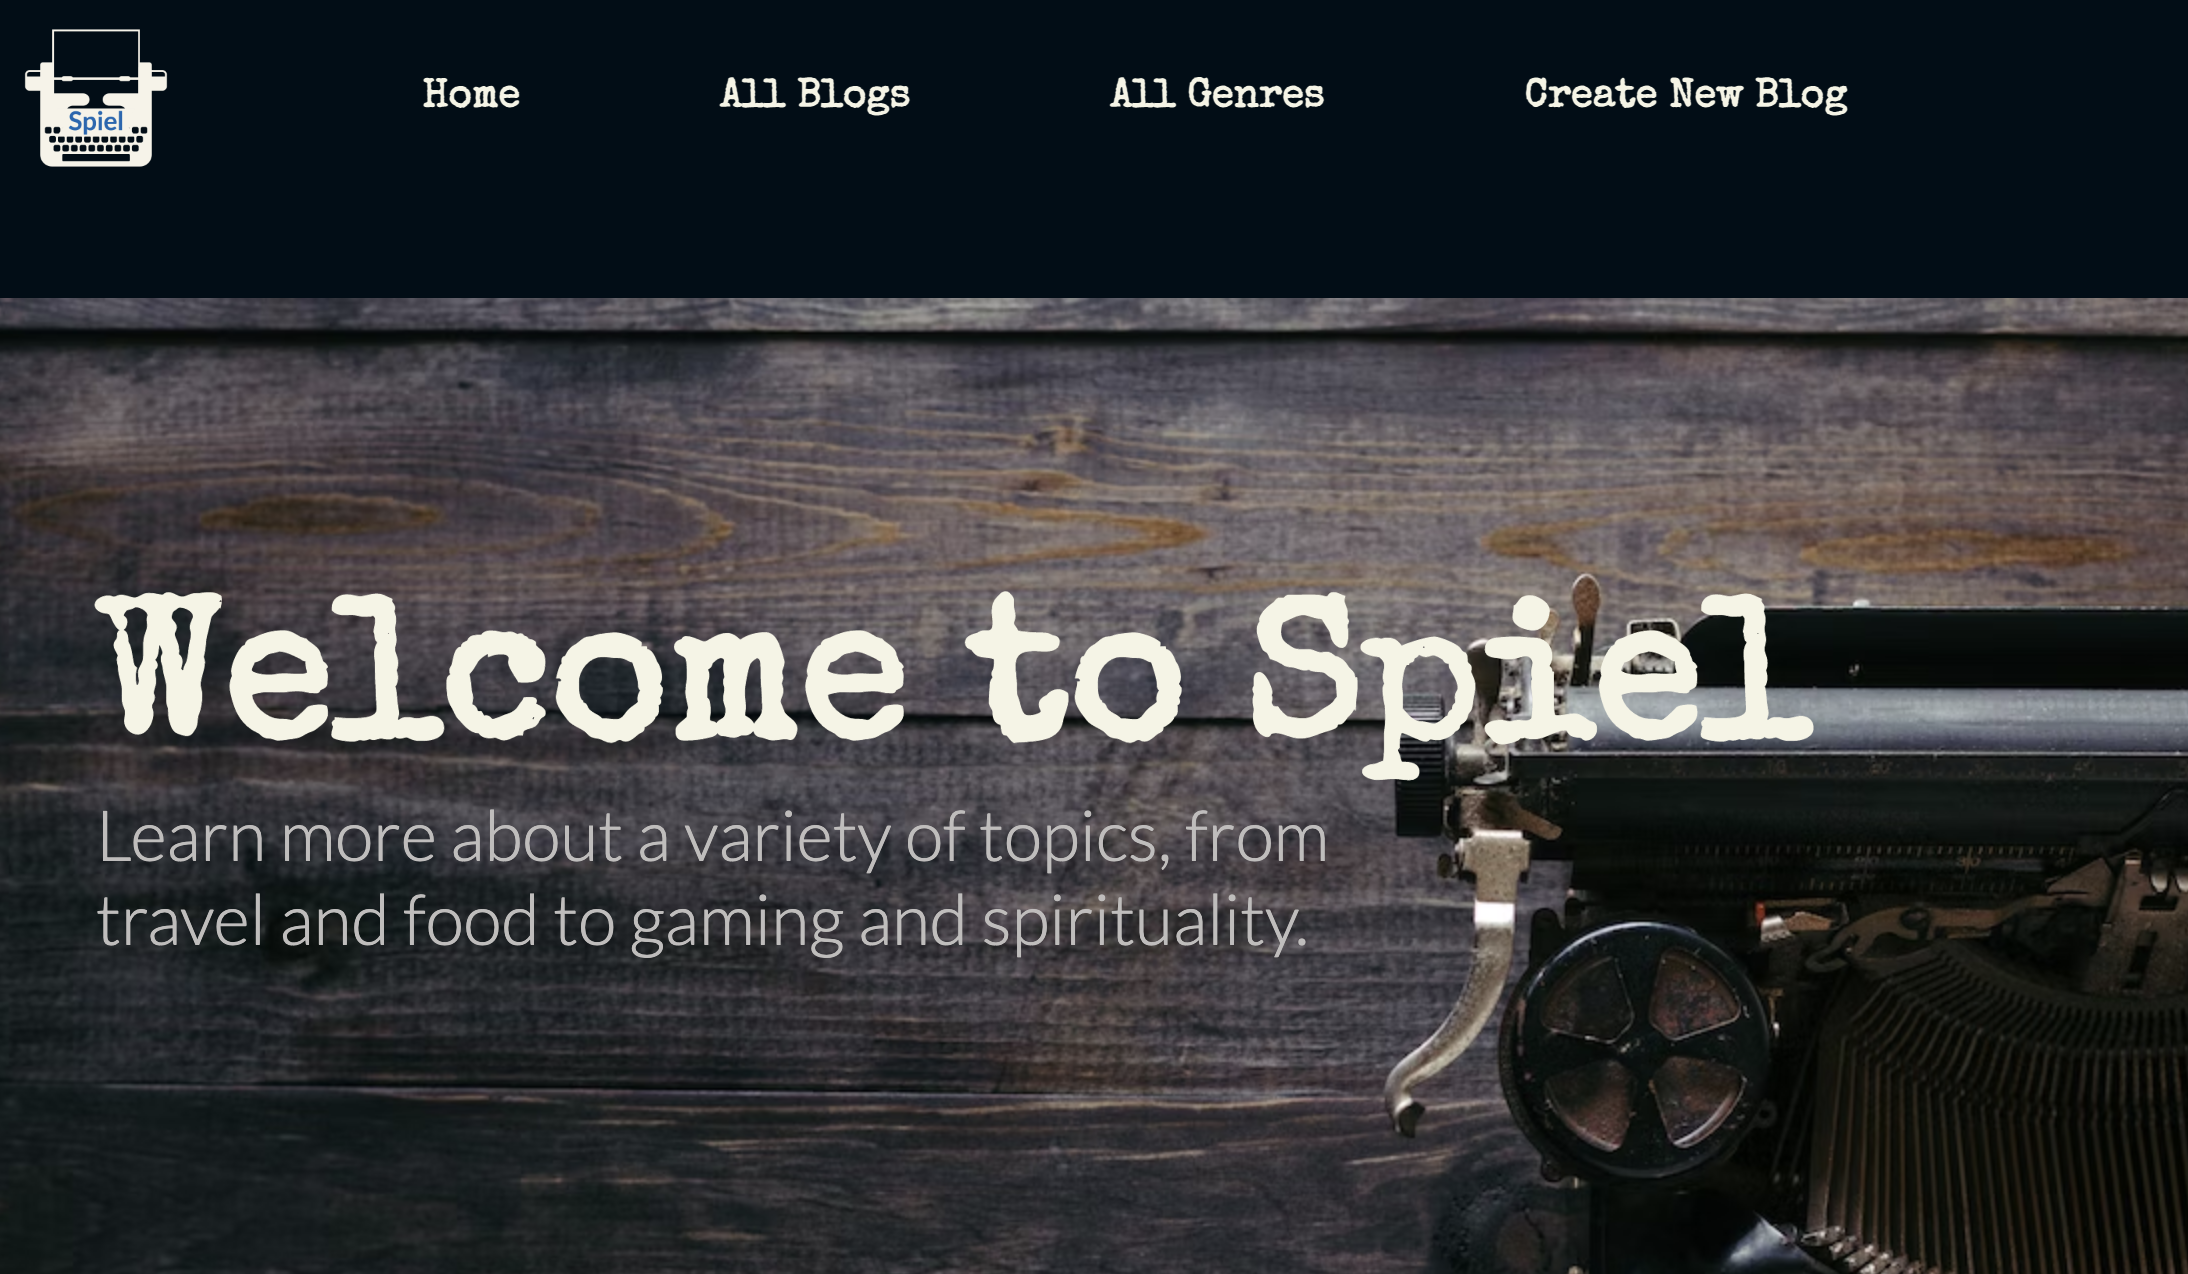 Spiel
Home
All Blogs
All Genres
Create New Blog
Welcome to Spiel
Learn more about a variety of topics, from
travel and food to gaming and spirituality.